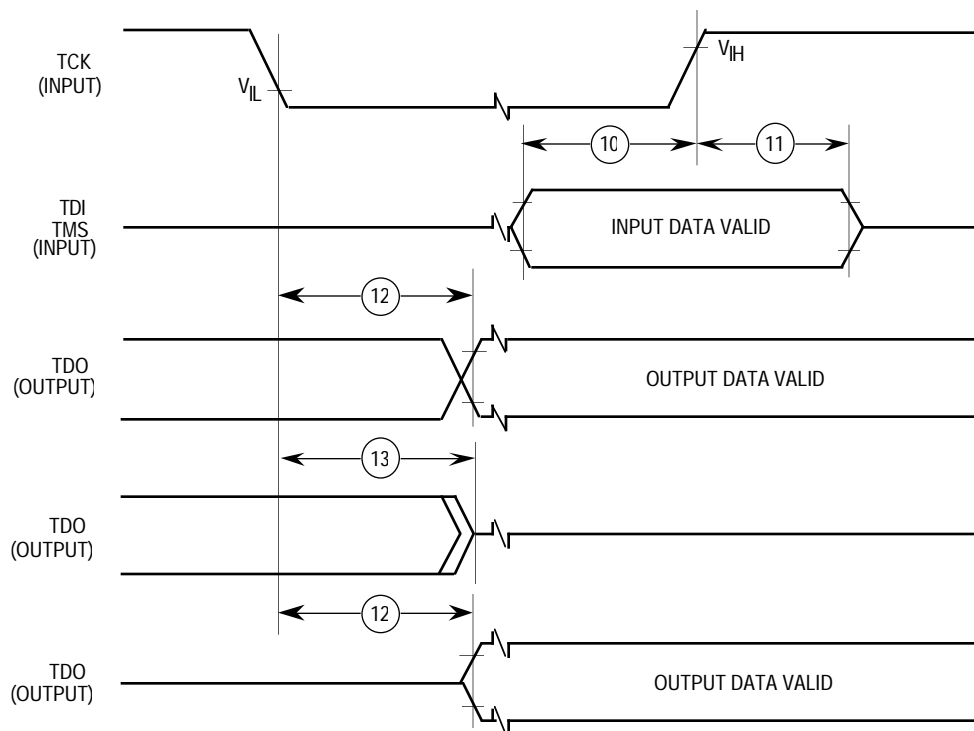 TCK
(INPUT)
VIL
VIH
10
11
TDI
TMS
(INPUT)
INPUT DATA VALID
12
TDO
(OUTPUT)
OUTPUT DATA VALID
13
TDO
(OUTPUT)
12
TDO
(OUTPUT)
OUTPUT DATA VALID